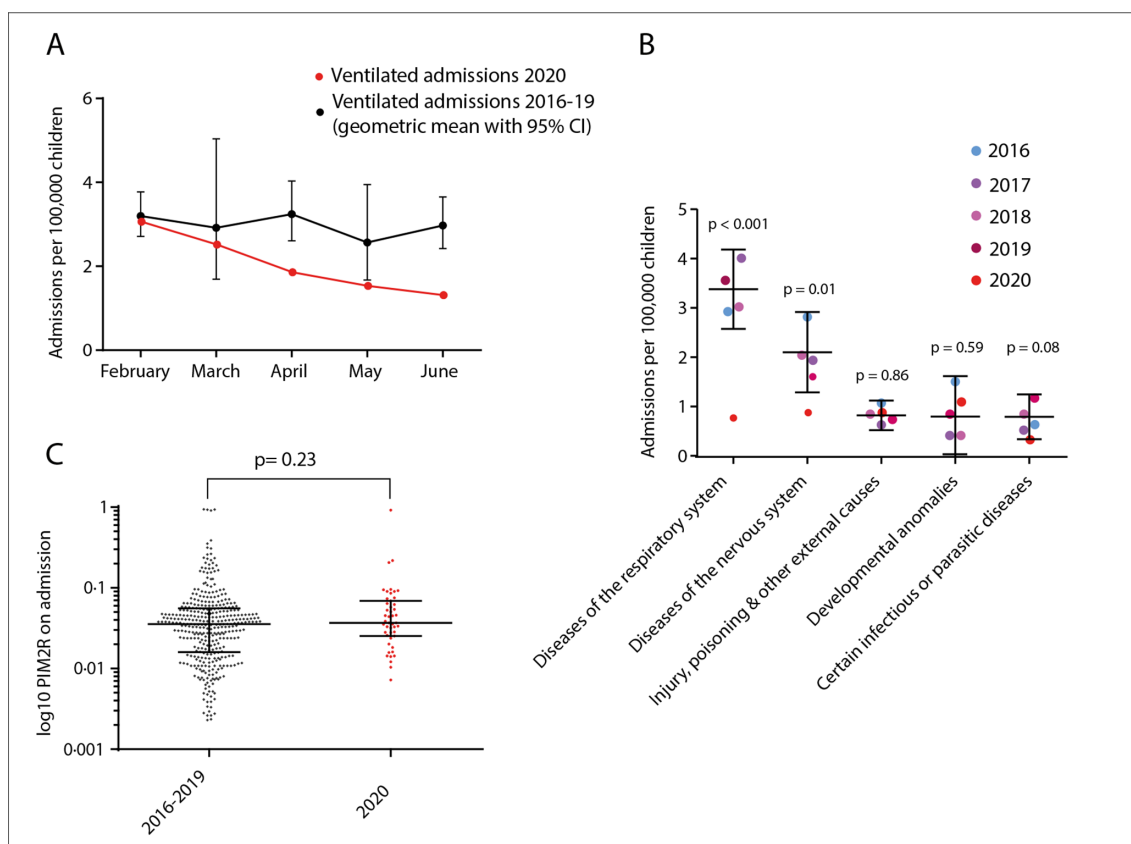 A
Ventilated admissions 2020
Ventilated admissions 2016-19
(geometric mean with 95% CI)
Admissions per 100,000 children
6
4
2
0
February March April May June
B
2016
2017
2018
2019
2020
Admissions per 100,000 children
5
4
3
2
1
0
p < 0.001
p = 0.01
p = 0.86
p = 0.59
p = 0.08
Diseases of the respiratory system
Diseases of the nervous system
Injury, poisoning & other external causes
Developmental anomalies
Certain infectious or parasitic diseases
C
p= 0.23
log10 PIM2R on admission
1
0·1
0·01
0·001
2016-2019
2020